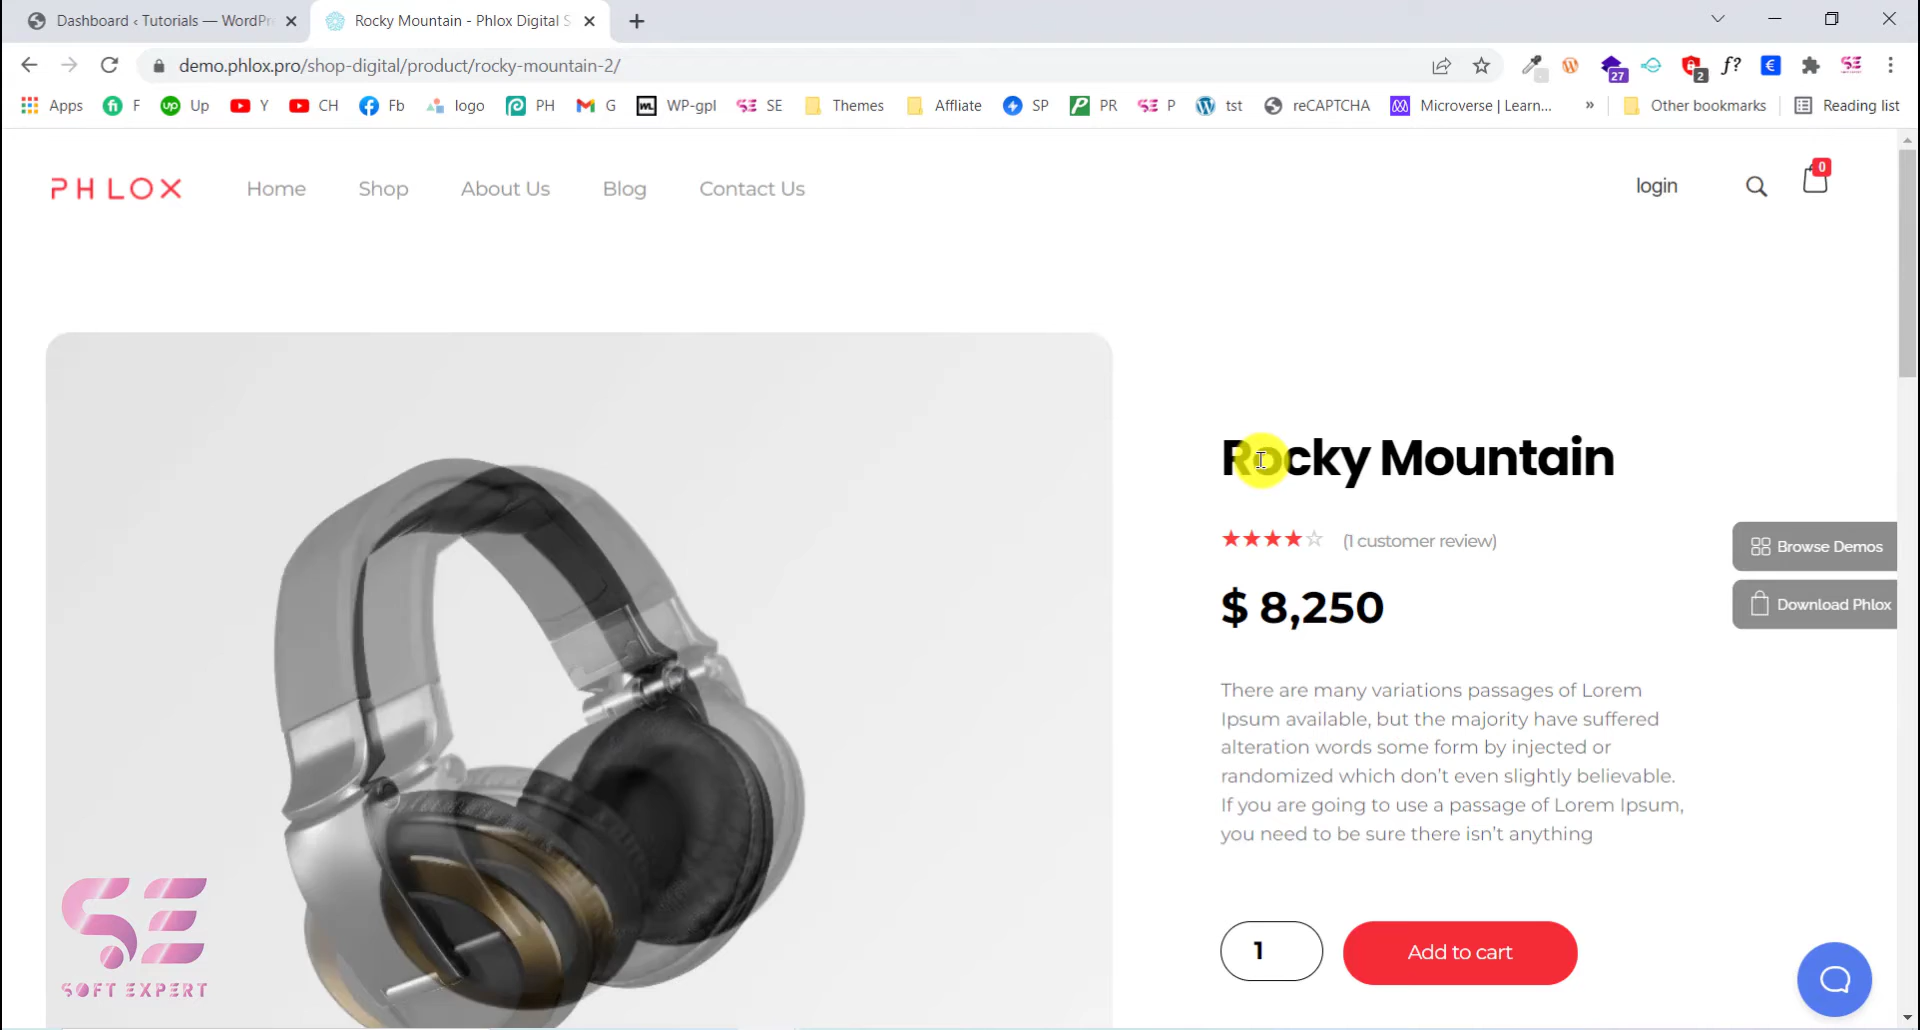 Dashboard ‹ Tutorials — WordPr
Rocky Mountain - Phlox Digital S
demo.phlox.pro/shop-digital/product/rocky-mountain-2/
27
2
f?
Apps
F
Up
Y
CH
Fb
logo
PH
G
WP-gpl
SE
Themes
Affliate
SP
PR
P
tst
reCAPTCHA
Microverse | Learn...
»
Other bookmarks
Reading list
PHLOX
Home
Shop
About Us
Blog
Contact Us
login
0
Rocky Mountain
(1 customer review)
$ 8,250
Browse Demos
Download Phlox
There are many variations passages of Lorem
Ipsum available, but the majority have suffered
alteration words some form by injected or
randomized which don't even slightly believable.
If you are going to use a passage of Lorem Ipsum,
you need to be sure there isn't anything
1
Add to cart
SE
SOFT EXPERT